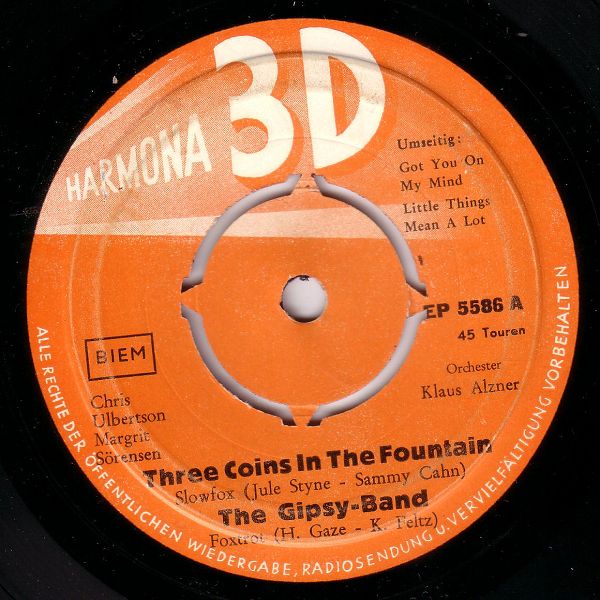 HARMONA 3D
Umseitig:
Got You On
My Mind
Little Things
Mean A Lot
EP 5586 A
45 Touren
BIEM
Orchester
Klaus Alzner
Chris
Ulbertson
Margrit
Sörensen
Three Coins In The Fountain
Slowfox (Jule Styne - Sammy Cahn)
The Gipsy-Band
Foxtrot (H. Gaze - K. Feltz)
ALLE RECHTE DER ÖFFENTLICHEN WIEDERGABE, RADIOSENDUNG U. VERVIELFÄLTIGUNG VORBEHALTEN